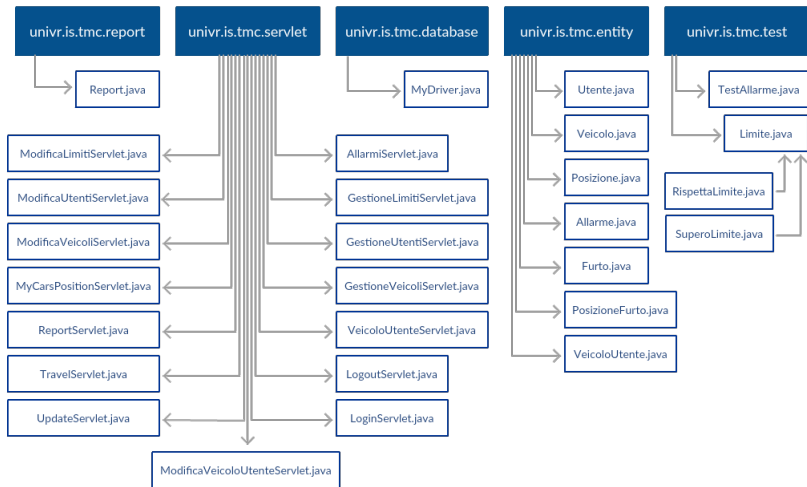 univr.is.tmc.report
univr.is.tmc.servlet
univr.is.tmc.database
univr.is.tmc.entity
univr.is.tmc.test
Report.java
MyDriver.java
Utente.java
TestAllarme.java
Veicolo.java
Limite.java
ModificaLimitiServlet.java
AllarmiServlet.java
Posizione.java
RispettaLimite.java
ModificaUtentiServlet.java
GestioneLimitiServlet.java
Allarme.java
SuperoLimite.java
ModificaVeicoliServlet.java
GestioneUtentiServlet.java
Furto.java
MyCarsPositionServlet.java
GestioneVeicoliServlet.java
PosizioneFurto.java
ReportServlet.java
VeicoloUtenteServlet.java
VeicoloUtente.java
TravelServlet.java
LogoutServlet.java
UpdateServlet.java
LoginServlet.java
ModificaVeicoloUtenteServlet.java